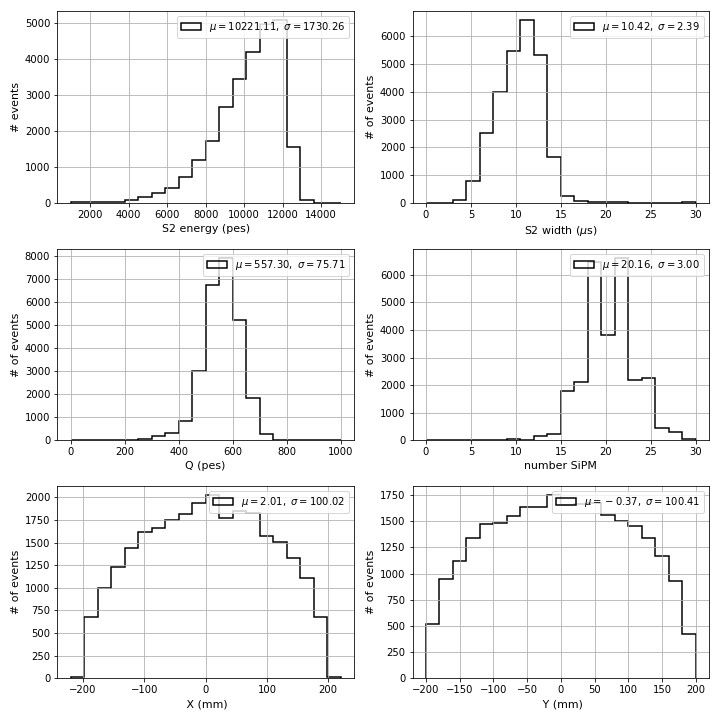 μ = 10221.11, σ = 1730.26
# events
5000
4000
3000
2000
1000
0
2000 4000 6000 8000 10000 12000 14000
S2 energy (pes)
μ = 10.42, σ = 2.39
# of events
6000
5000
4000
3000
2000
1000
0
0 5 10 15 20 25 30
S2 width (μs)
μ = 557.30, σ = 75.71
# of events
8000
7000
6000
5000
4000
3000
2000
1000
0
0 200 400 600 800 1000
Q (pes)
μ = 20.16, σ = 3.00
# of events
6000
5000
4000
3000
2000
1000
0
0 5 10 15 20 25 30
number SiPM
μ = 2.01, σ = 100.02
# of events
2000
1750
1500
1250
1000
750
500
250
0
−200 −100 0 100 200
X (mm)
μ = −0.37, σ = 100.41
# of events
1750
1500
1250
1000
750
500
250
0
−200 −150 −100 −50 0 50 100 150 200
Y (mm)